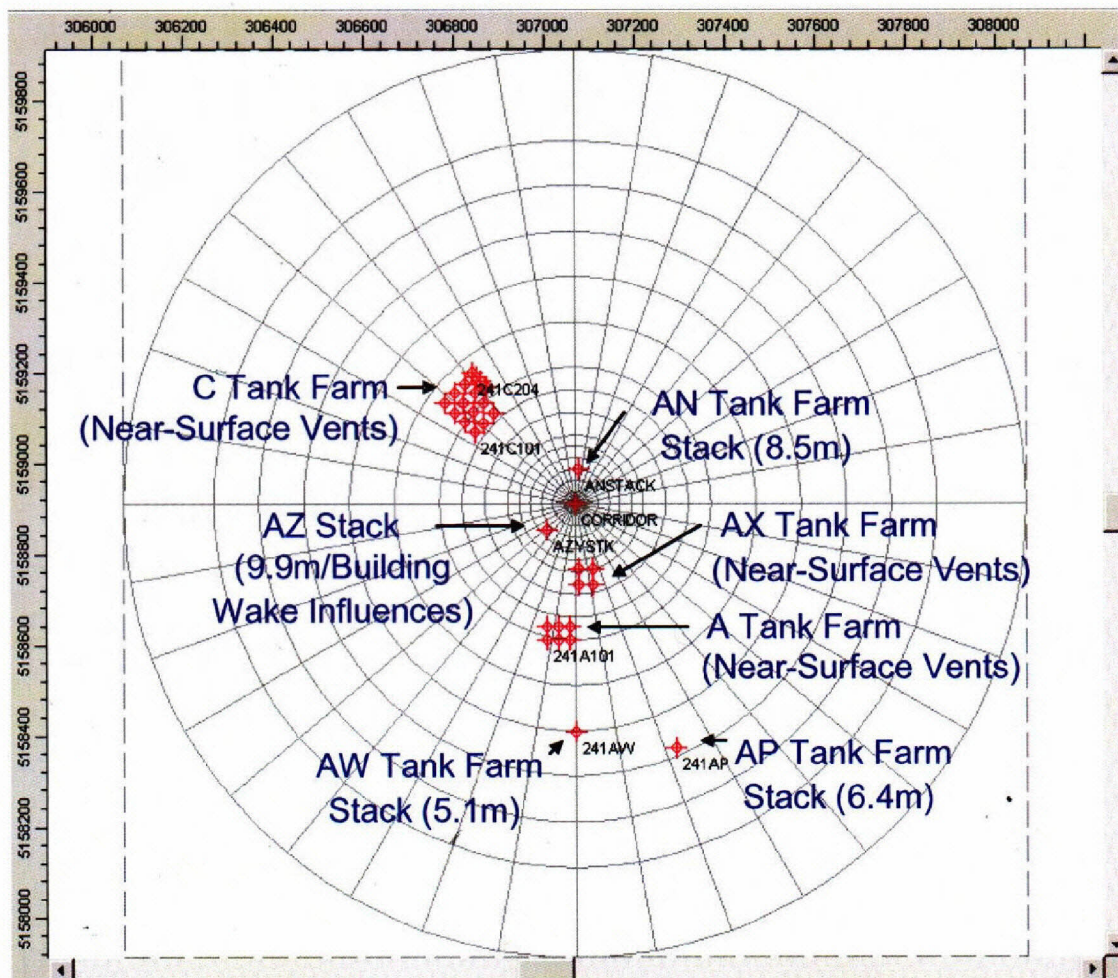 306000 306200 306400 306600 306800 307000 307200 307400 307600 307800 308000
5159800
5159600
5159400
5159200
5159000
5158800
5158600
5158400
5158200
5158000
C Tank Farm
(Near-Surface Vents)
241C204
241C101
AN Tank Farm
Stack (8.5m)
ANSTACK
CORRIDOR
AZ Stack
(9.9m/Building
Wake Influences)
AZYSTK
AX Tank Farm
(Near-Surface Vents)
A Tank Farm
(Near-Surface Vents)
241A101
AW Tank Farm
Stack (5.1m)
241AW
241AP
AP Tank Farm
Stack (6.4m)